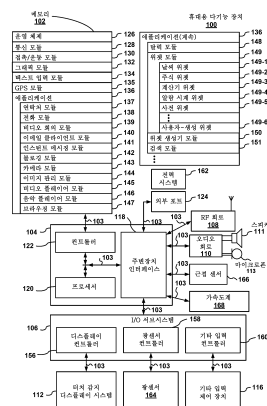 메모리
102
운영 체제
126
통신 모듈
128
접촉/운동 모듈
130
그래픽 모듈
132
텍스트 입력 모듈
134
GPS 모듈
135
애플리케이션
136
연락처 모듈
137
전화 모듈
138
비디오 회의 모듈
139
이메일 클라이언트 모듈
140
인스턴트 메시징 모듈
141
블로깅 모듈
142
카메라 모듈
143
이미지 관리 모듈
144
비디오 플레이어 모듈
145
음악 플레이어 모듈
146
브라우징 모듈
147
휴대용 다기능 장치
100
애플리케이션(계속)
136
달력 모듈
148
위젯 모듈
149
날씨 위젯
149-1
주식 위젯
149-2
계산기 위젯
149-3
알람 시계 위젯
149-4
사전 위젯
149-5
사용자-생성 위젯
149-6
위젯 생성기 모듈
150
검색 모듈
151
전력
시스템
162
외부 포트
124
103
118
104
컨트롤러
122
103
프로세서
120
주변장치
인터페이스
103
RF 회로
108
오디오
회로
110
스피커
111
마이크로폰
113
근접 센서
166
가속도계
168
103
I/O 서브시스템
106
디스플레이
컨트롤러
156
광센서
컨트롤러
158
기타 입력
컨트롤러
160
103
103
103
터치 감지
디스플레이 시스템
112
광센서
164
기타 입력
제어 장치
116